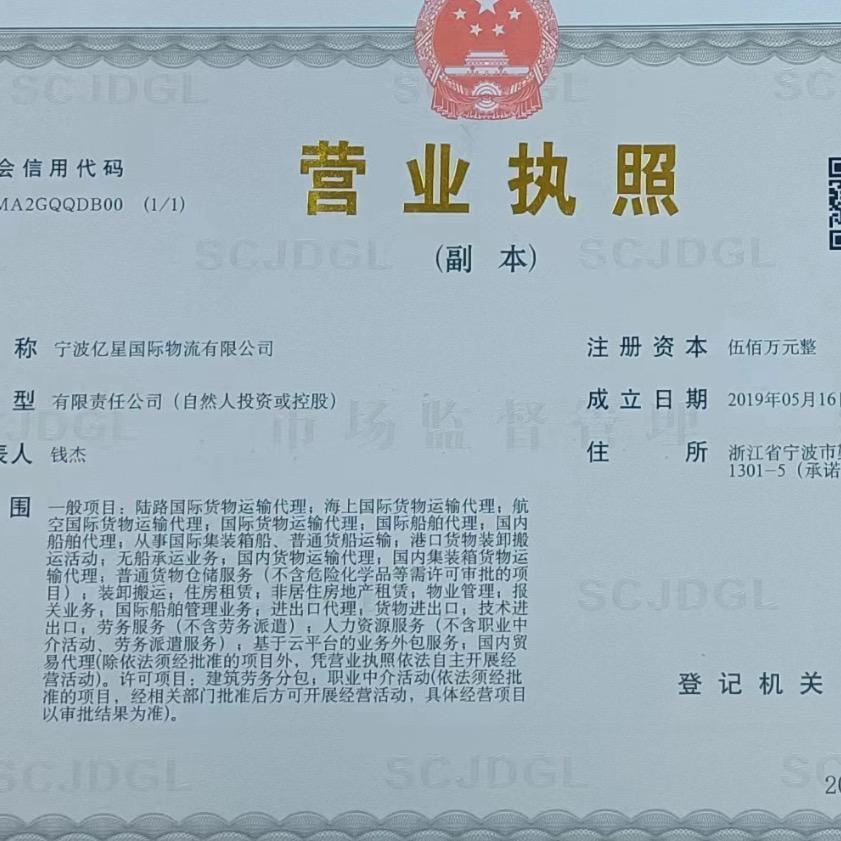 营业执照
(副 本)
会信用代码
MA2GQQDB00 (1/1)
称 宁波亿星国际物流有限公司
型 有限责任公司（自然人投资或控股）
表人 钱杰
围 一般项目：陆路国际货物运输代理；海上国际货物运输代理；航
空国际货物运输代理；国际货物运输代理；国际船舶代理；国内
船舶代理；从事国际集装箱船、普通货船运输；港口货物装卸搬
运活动；无船承运业务；国内货物运输代理；国内集装箱货物运
输代理；普通货物仓储服务（不含危险化学品等需许可审批的项
目）；装卸搬运；住房租赁；非居住房地产租赁；物业管理；报
关业务；国际船舶管理业务；进出口代理；货物进出口；技术进
出口；劳务服务（不含劳务派遣）；人力资源服务（不含职业中
介活动、劳务派遣服务）；基于云平台的业务外包服务；国内贸
易代理(除依法须经批准的项目外，凭营业执照依法自主开展经
营活动)。许可项目：建筑劳务分包；职业中介活动(依法须经批
准的项目，经相关部门批准后方可开展经营活动，具体经营项目
以审批结果为准)。
注册资本 伍佰万元整
成立日期 2019年05月16日
住所 浙江省宁波市
1301-5（承诺
登记机关
20
SCJDGL
SCJDGL
SC
SCJDGL
SCJDGL
JDGL
市场监督管理
SCJDGL
SCJDGL
SCJDGL
SC